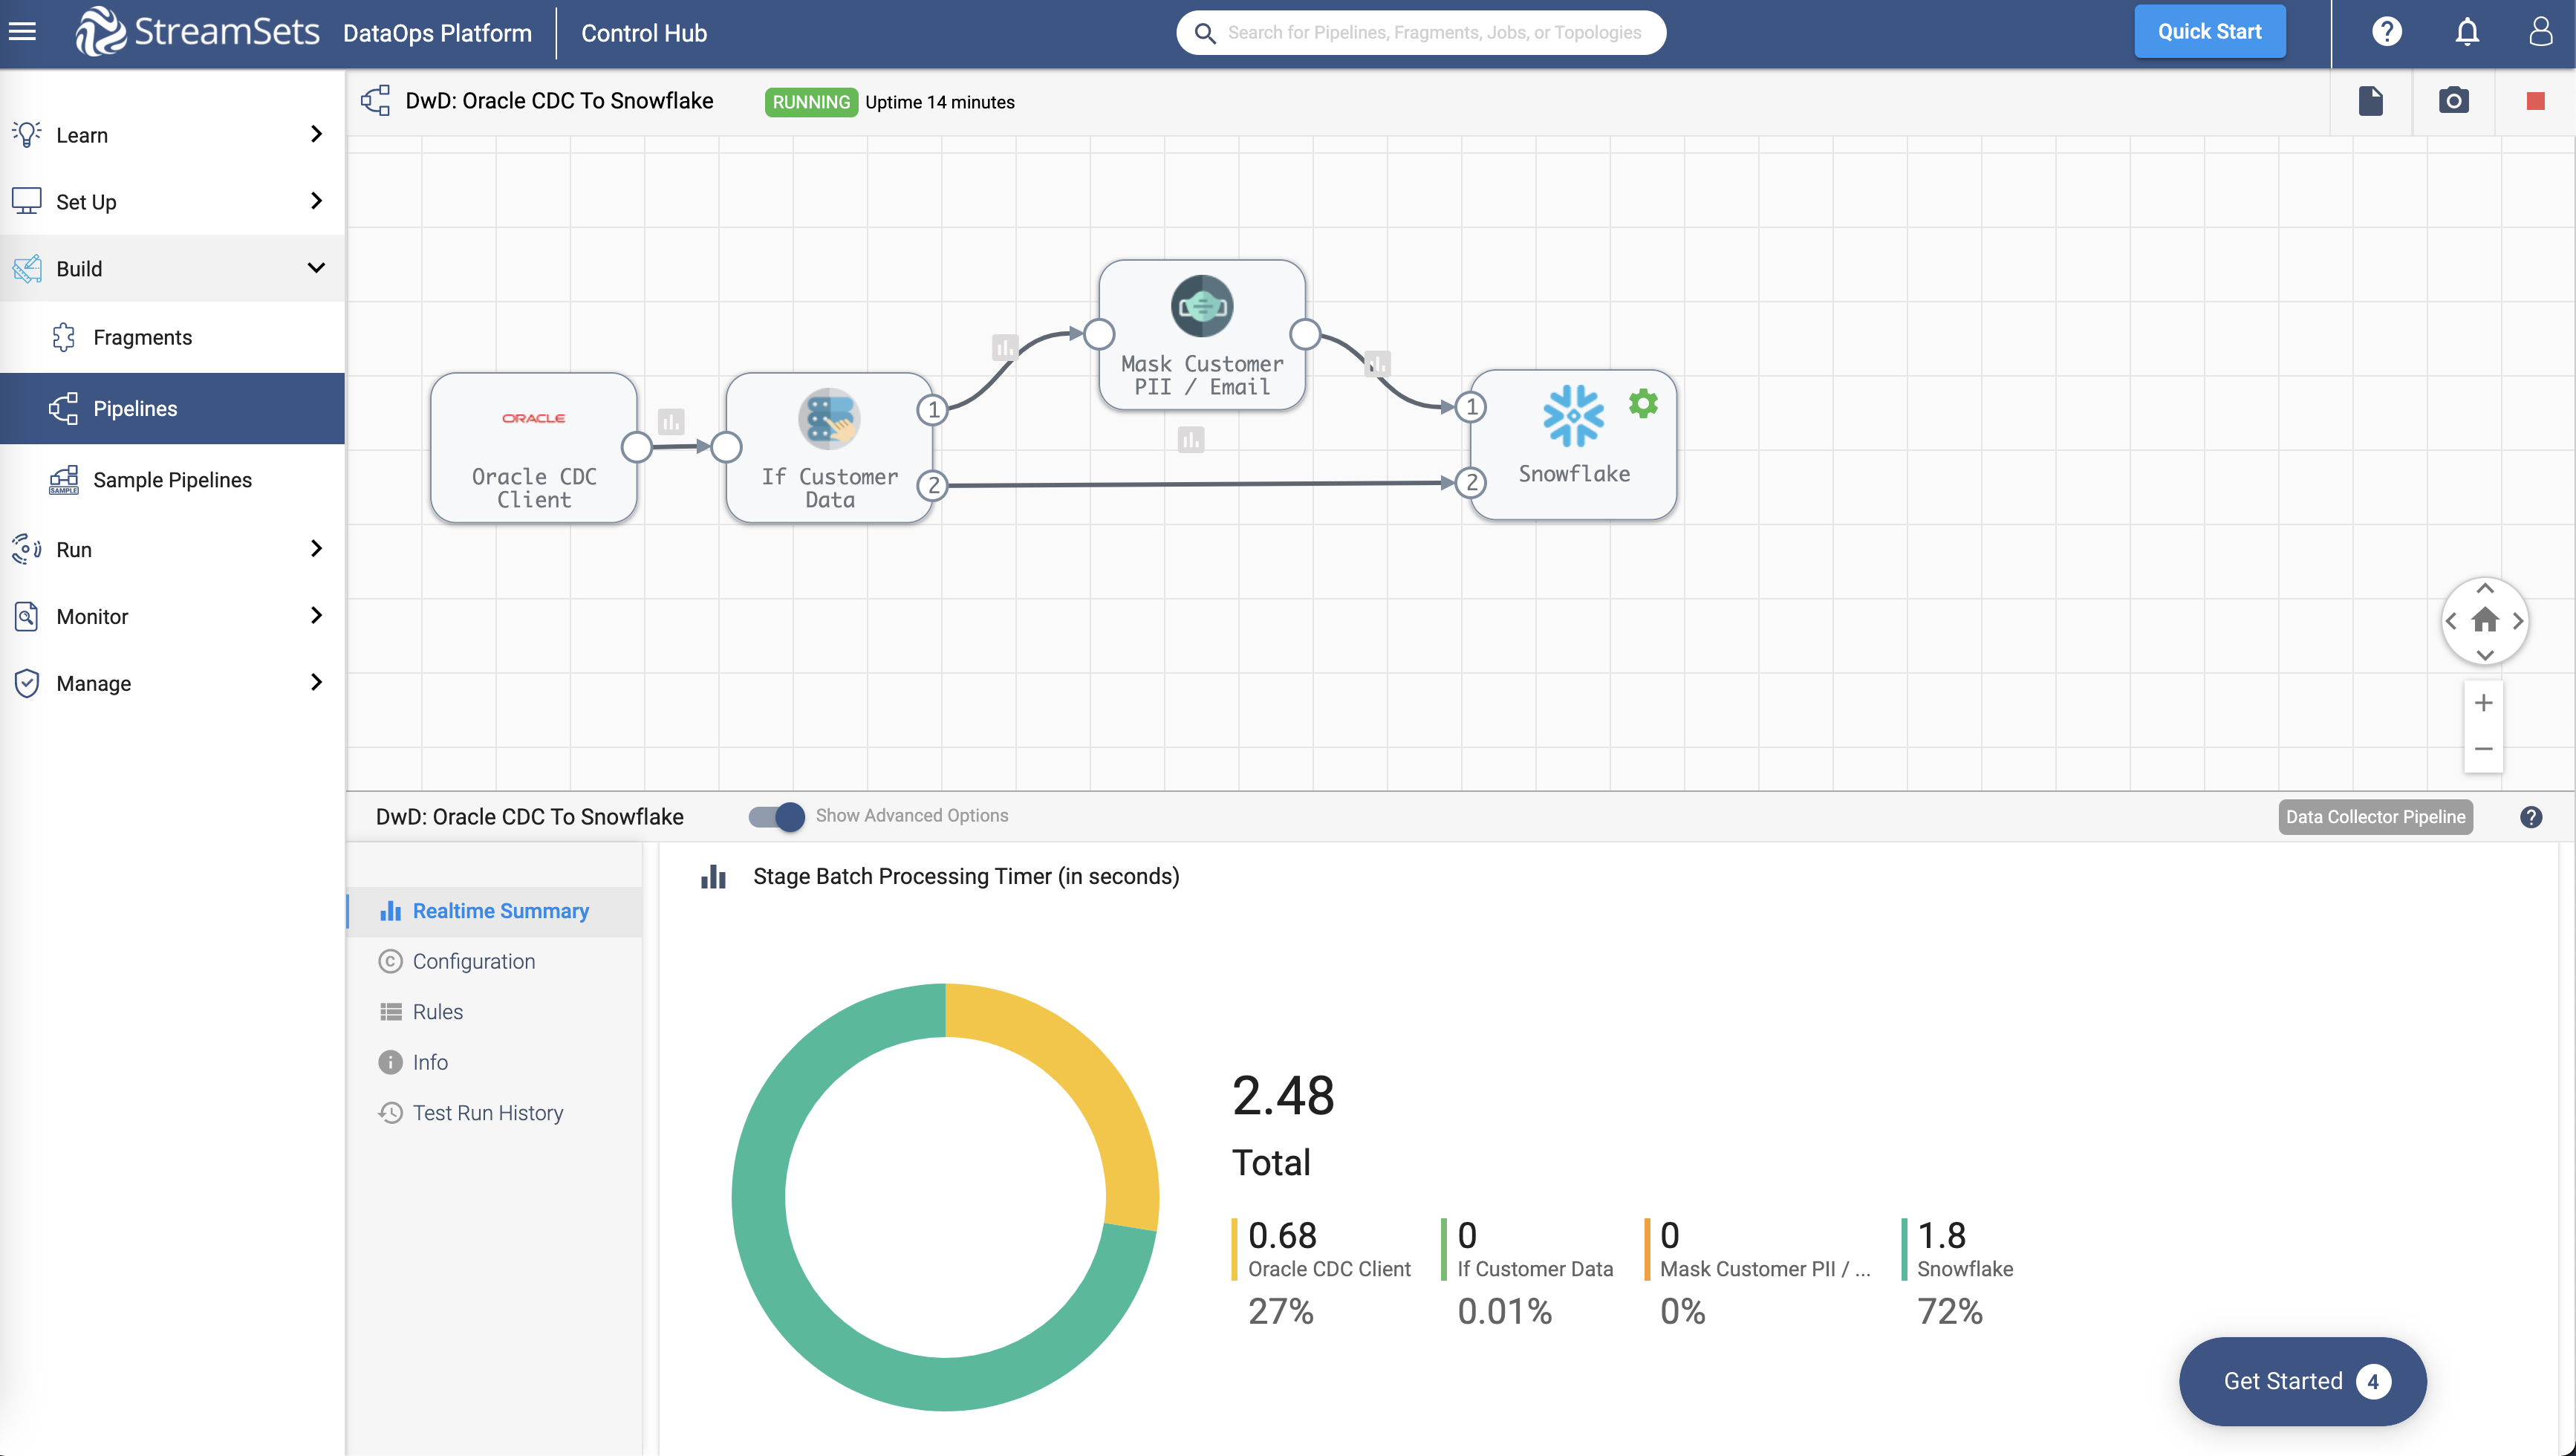 StreamSets DataOps Platform Control Hub
Search for Pipelines, Fragments, Jobs, or Topologies
Quick Start
?
Learn
Set Up
Build
Fragments
Pipelines
SAMPLE
Sample Pipelines
Run
Monitor
Manage
DwD: Oracle CDC To Snowflake
RUNNING Uptime 14 minutes
ORACLE
Oracle CDC
Client
If Customer
Data
1
2
Mask Customer
PII / Email
1
2
Snowflake
+
−
DwD: Oracle CDC To Snowflake
Show Advanced Options
Data Collector Pipeline
?
Realtime Summary
C Configuration
Rules
i Info
Test Run History
Stage Batch Processing Timer (in seconds)
2.48
Total
0.68
Oracle CDC Client
27%
0
If Customer Data
0.01%
0
Mask Customer PII / ...
0%
1.8
Snowflake
72%
Get Started 4